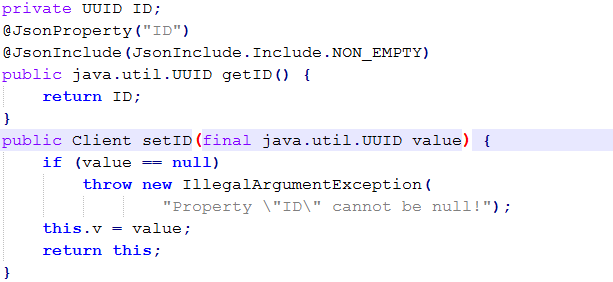 private UUID ID;
@JsonProperty("ID")
@JsonInclude(JsonInclude.Include.NON_EMPTY)
public java.util.UUID getID() {
    return ID;
}
public Client setID(final java.util.UUID value) {
    if (value == null)
        throw new IllegalArgumentException(
                "Property \"ID\" cannot be null!");
    this.v = value;
    return this;
}